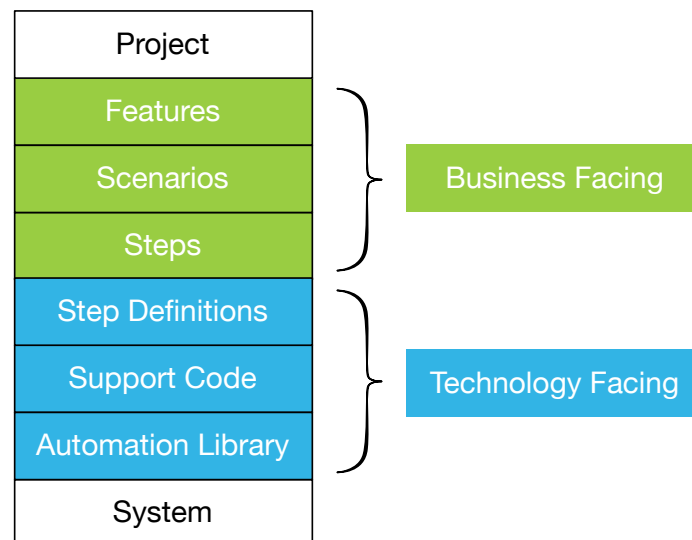 Project
Features
Scenarios
Steps
Step Definitions
Support Code
Automation Library
System
Business Facing
Technology Facing